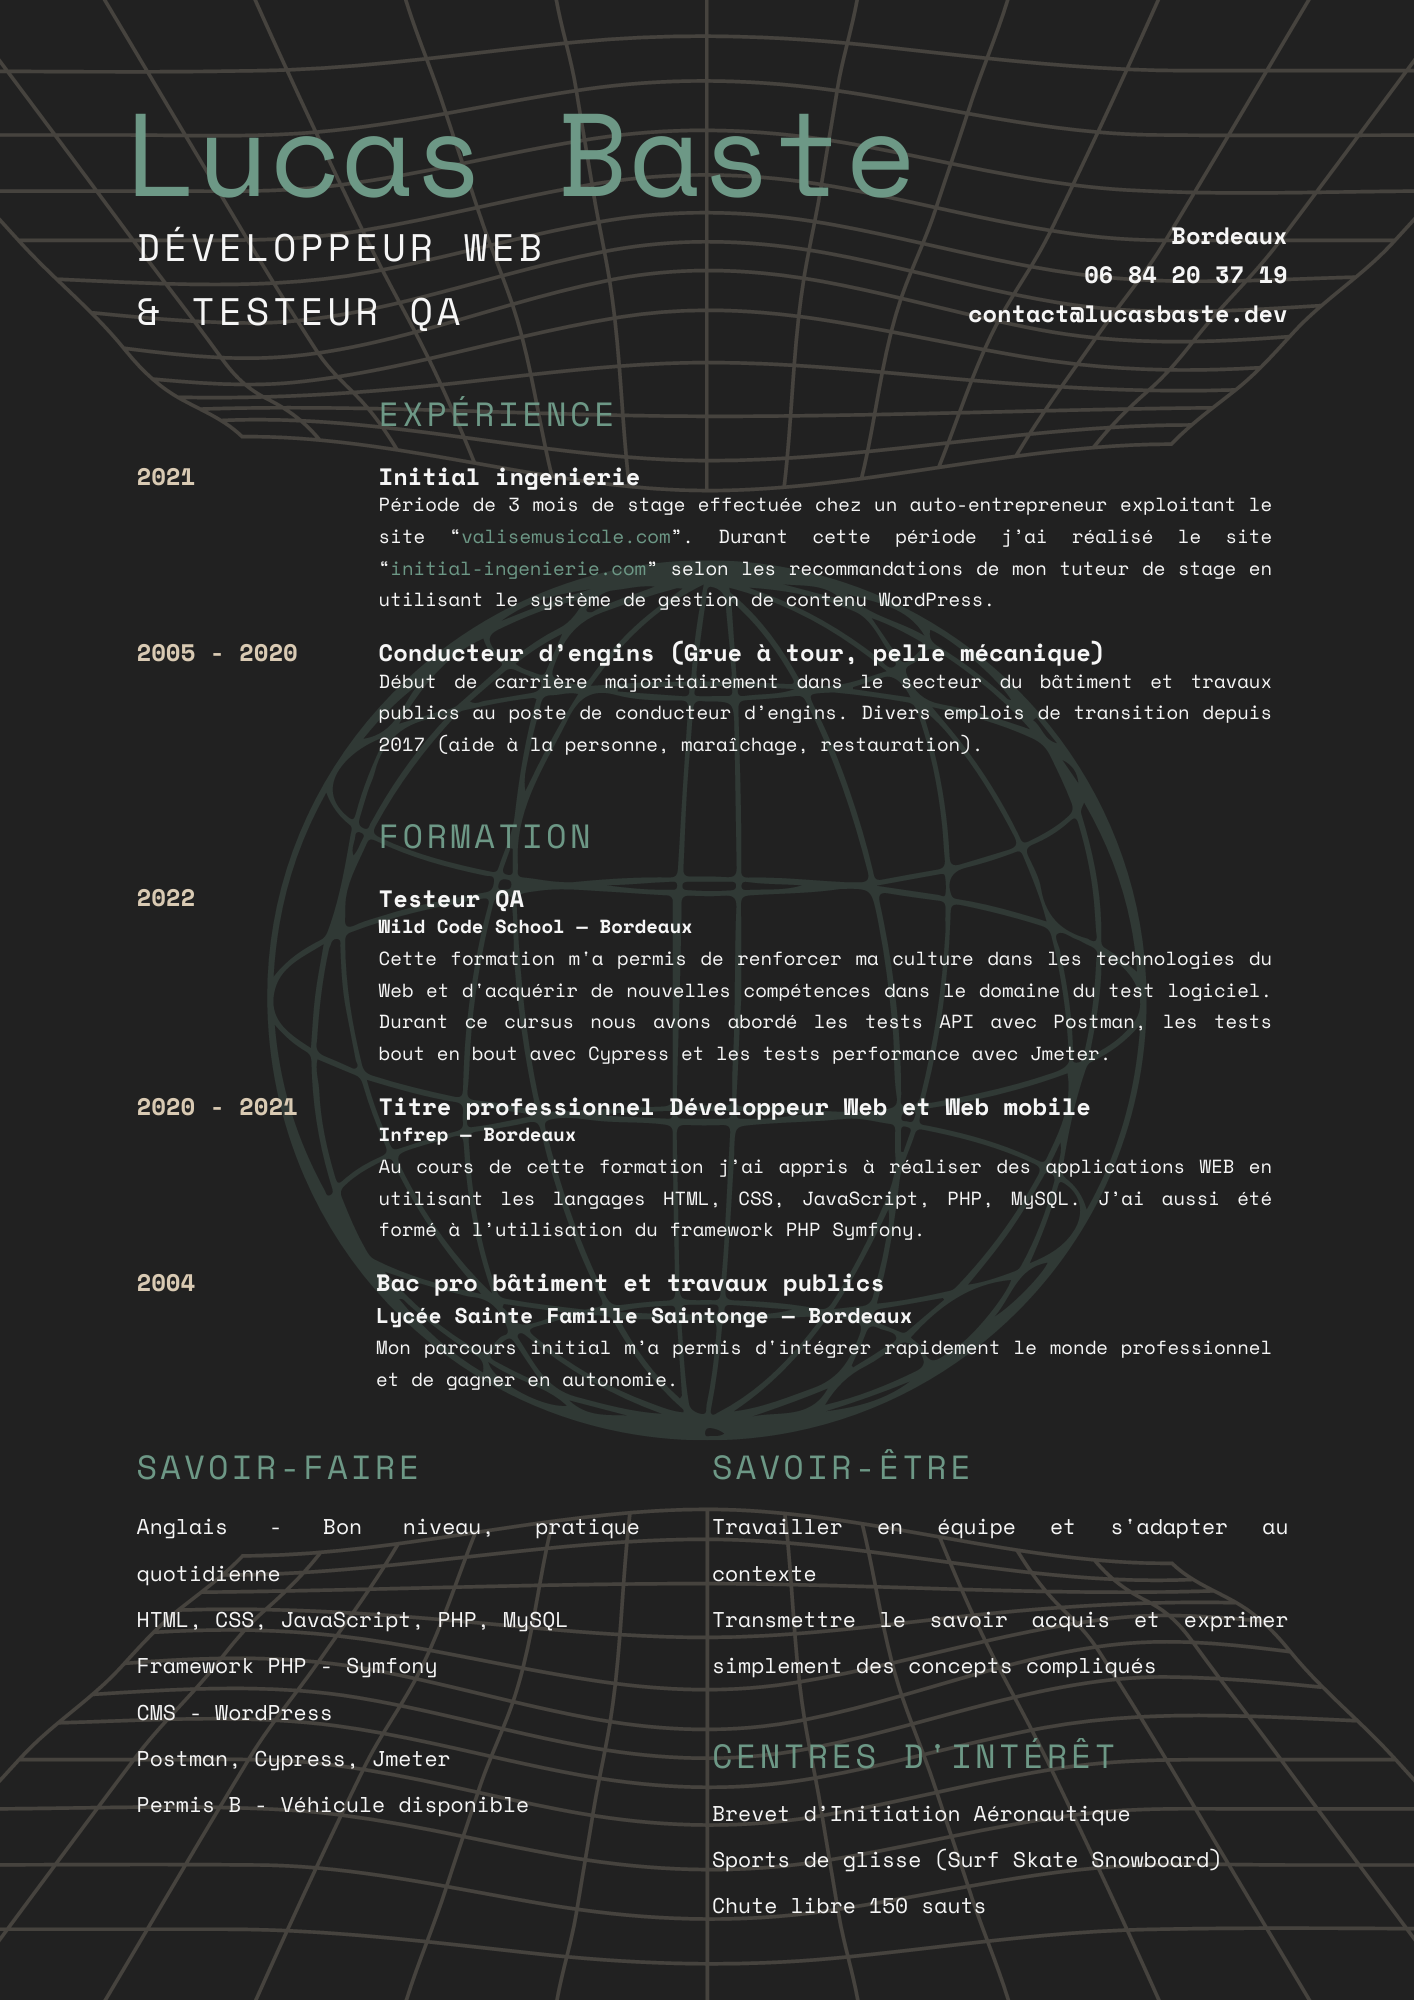 Lucas Baste
DÉVELOPPEUR WEB
& TESTEUR QA
Bordeaux
06 84 20 37 19
contact@lucasbaste.dev
EXPÉRIENCE
2021
Initial ingenierie
Période de 3 mois de stage effectuée chez un auto-entrepreneur exploitant le
site “valisemusicale.com”. Durant cette période j’ai réalisé le site
“initial-ingenierie.com” selon les recommandations de mon tuteur de stage en
utilisant le système de gestion de contenu WordPress.
2005 - 2020
Conducteur d’engins (Grue à tour, pelle mécanique)
Début de carrière majoritairement dans le secteur du bâtiment et travaux
publics au poste de conducteur d’engins. Divers emplois de transition depuis
2017 (aide à la personne, maraîchage, restauration).
FORMATION
2022
Testeur QA
Wild Code School – Bordeaux
Cette formation m'a permis de renforcer ma culture dans les technologies du
Web et d'acquérir de nouvelles compétences dans le domaine du test logiciel.
Durant ce cursus nous avons abordé les tests API avec Postman, les tests
bout en bout avec Cypress et les tests performance avec Jmeter.
2020 - 2021
Titre professionnel Développeur Web et Web mobile
Infrep – Bordeaux
Au cours de cette formation j’ai appris à réaliser des applications WEB en
utilisant les langages HTML, CSS, JavaScript, PHP, MySQL. J’ai aussi été
formé à l’utilisation du framework PHP Symfony.
2004
Bac pro bâtiment et travaux publics
Lycée Sainte Famille Saintonge – Bordeaux
Mon parcours initial m’a permis d'intégrer rapidement le monde professionnel
et de gagner en autonomie.
SAVOIR-FAIRE
Anglais - Bon niveau, pratique
quotidienne
HTML, CSS, JavaScript, PHP, MySQL
Framework PHP - Symfony
CMS - WordPress
Postman, Cypress, Jmeter
Permis B - Véhicule disponible
SAVOIR-ÊTRE
Travailler en équipe et s'adapter au
contexte
Transmettre le savoir acquis et exprimer
simplement des concepts compliqués
CENTRES D’INTÉRÊT
Brevet d’Initiation Aéronautique
Sports de glisse (Surf Skate Snowboard)
Chute libre 150 sauts